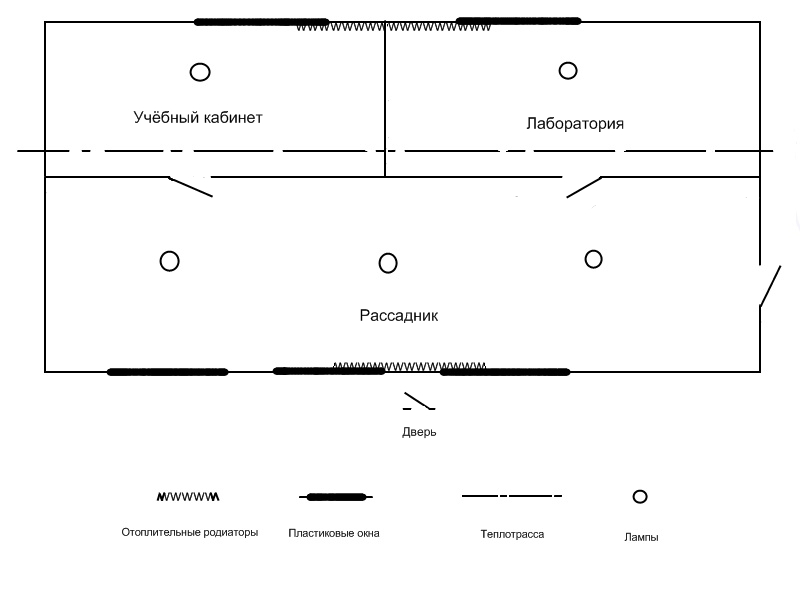 Учёбный кабинет
Лаборатория
Рассадник
Дверь
Отоплительные родиаторы
Пластиковые окна
Теплотрасса
Лампы